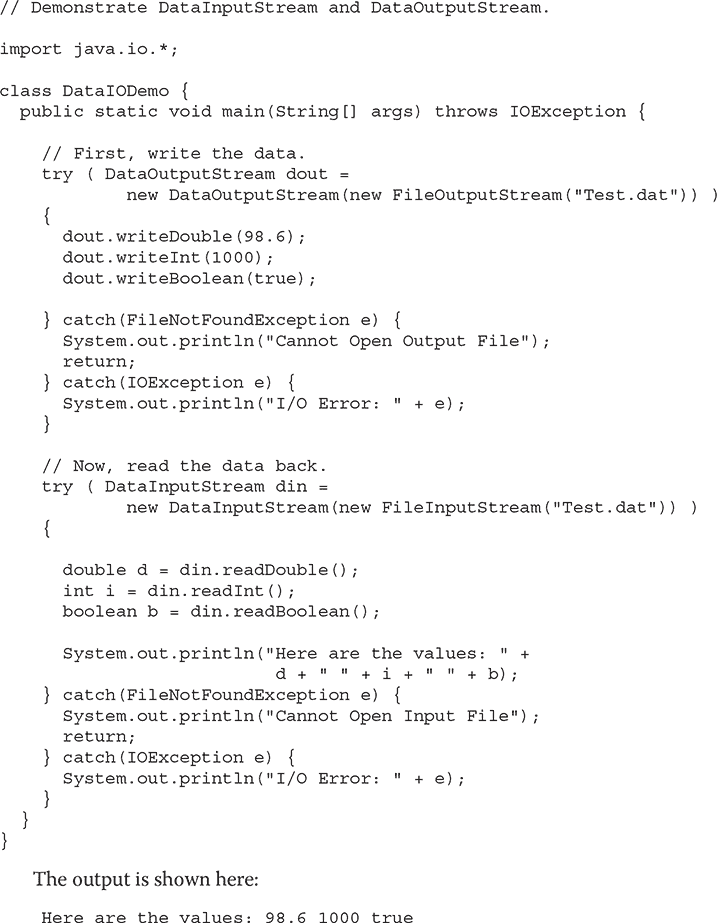 // Demonstrate DataInputStream and DataOutputStream.

import java.io.*;

class DataIODemo {
  public static void main(String[] args) throws IOException {

    // First, write the data.
    try ( DataOutputStream dout =
            new DataOutputStream(new FileOutputStream("Test.dat")) )
    {
      dout.writeDouble(98.6);
      dout.writeInt(1000);
      dout.writeBoolean(true);

    } catch(FileNotFoundException e) {
      System.out.println("Cannot Open Output File");
      return;
    } catch(IOException e) {
      System.out.println("I/O Error: " + e);
    }

    // Now, read the data back.
    try ( DataInputStream din =
            new DataInputStream(new FileInputStream("Test.dat")) )
    {

      double d = din.readDouble();
      int i = din.readInt();
      boolean b = din.readBoolean();

      System.out.println("Here are the values: " +
                          d + " " + i + " " + b);
    } catch(FileNotFoundException e) {
      System.out.println("Cannot Open Input File");
      return;
    } catch(IOException e) {
      System.out.println("I/O Error: " + e);
    }
  }
}
The output is shown here:
Here are the values: 98.6 1000 true